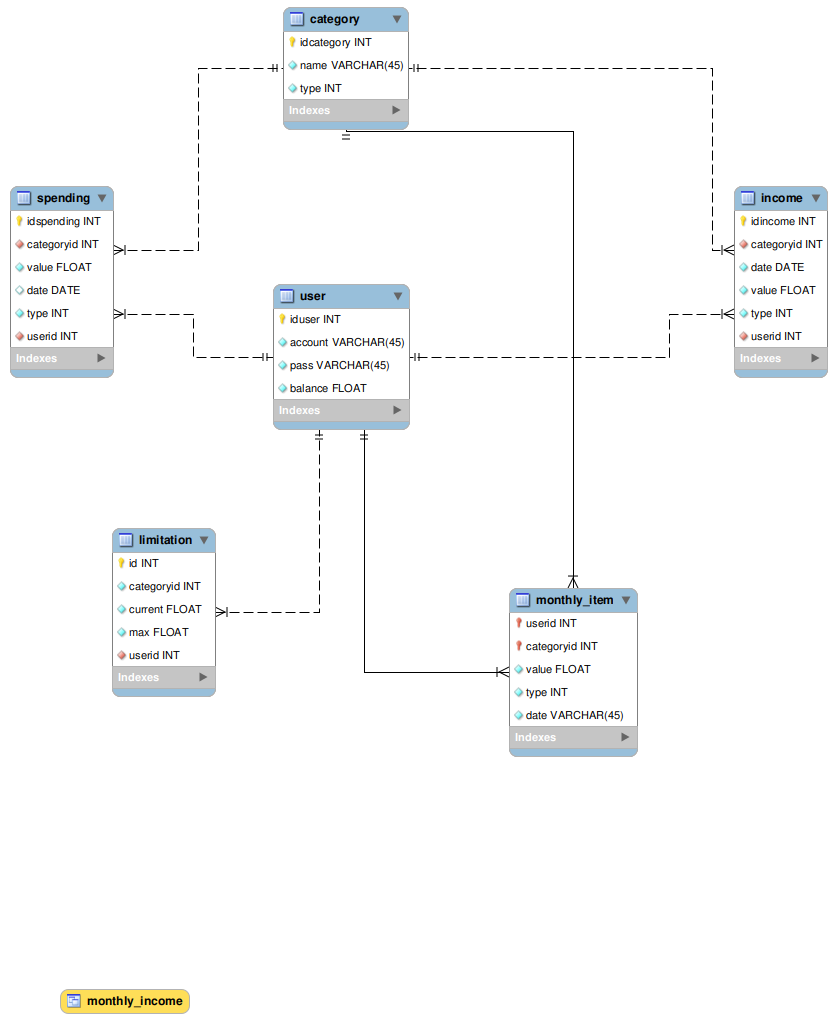 category
idcategory INT
name VARCHAR(45)
type INT
Indexes
spending
idspending INT
categoryid INT
value FLOAT
date DATE
type INT
userid INT
Indexes
income
idincome INT
categoryid INT
date DATE
value FLOAT
type INT
userid INT
Indexes
user
iduser INT
account VARCHAR(45)
pass VARCHAR(45)
balance FLOAT
Indexes
limitation
id INT
categoryid INT
current FLOAT
max FLOAT
userid INT
Indexes
monthly_item
userid INT
categoryid INT
value FLOAT
type INT
date VARCHAR(45)
Indexes
monthly_income